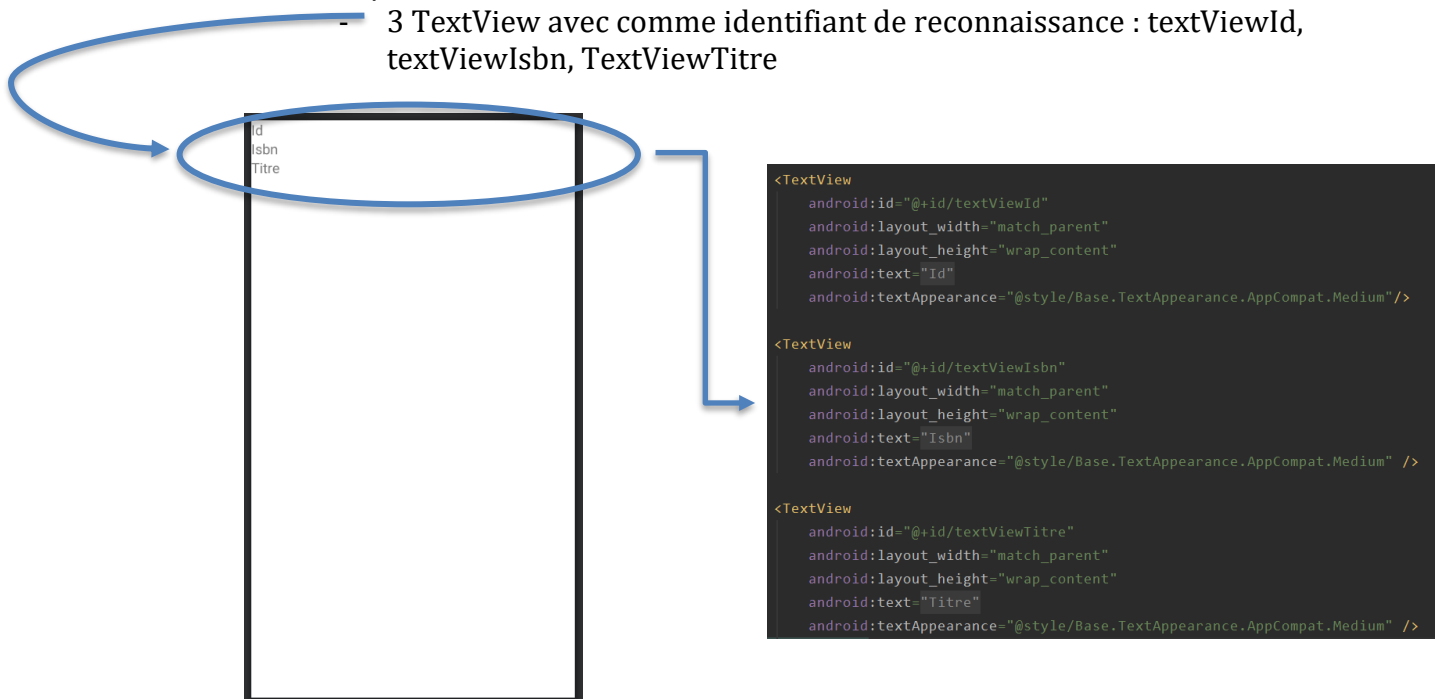 - 3 TextView avec comme identifiant de reconnaissance : textViewId,
textViewIsbn, TextViewTitre
Id
Isbn
Titre
<TextView
android:id="@+id/textViewId"
android:layout_width="match_parent"
android:layout_height="wrap_content"
android:text="Id"
android:textAppearance="@style/Base.TextAppearance.AppCompat.Medium"/>
<TextView
android:id="@+id/textViewIsbn"
android:layout_width="match_parent"
android:layout_height="wrap_content"
android:text="Isbn"
android:textAppearance="@style/Base.TextAppearance.AppCompat.Medium" />
<TextView
android:id="@+id/textViewTitre"
android:layout_width="match_parent"
android:layout_height="wrap_content"
android:text="Titre"
android:textAppearance="@style/Base.TextAppearance.AppCompat.Medium" />